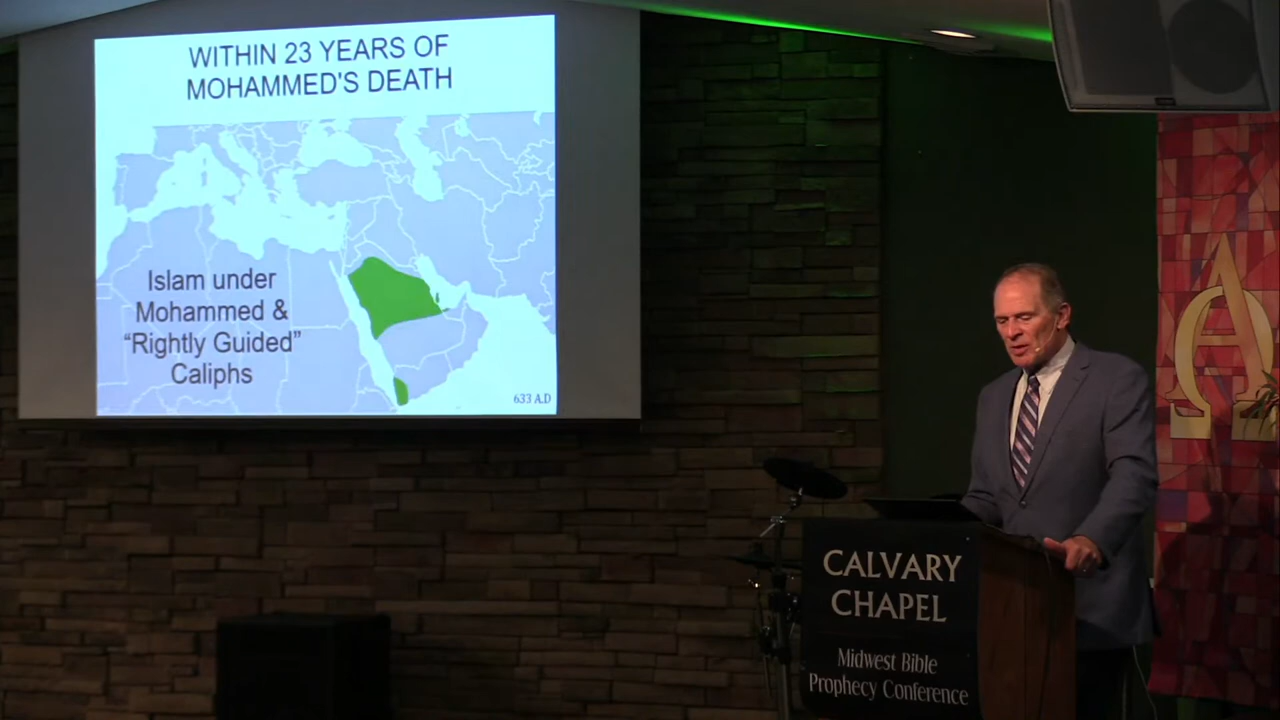 WITHIN 23 YEARS OF
MOHAMMED'S DEATH
Islam under
Mohammed &
“Rightly Guided”
Caliphs
633 A.D
CALVARY
CHAPEL
Midwest Bible
Prophecy Conference